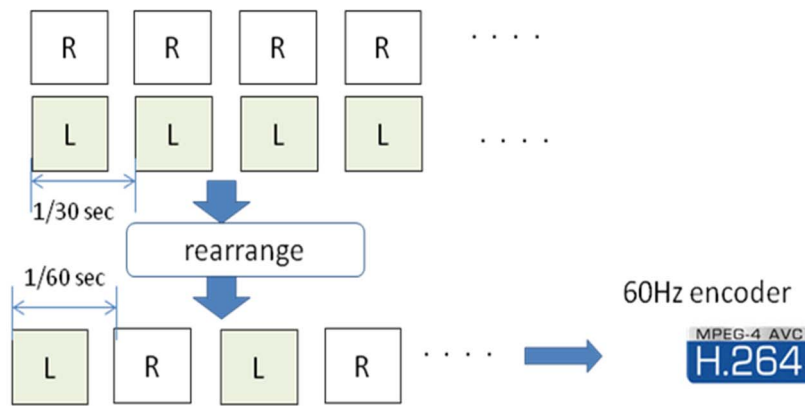 R R R R . . . .
L L L L . . . .
1/30 sec
rearrange
1/60 sec
60Hz encoder
L R L R . . . .
MPEG-4 AVC
H.264